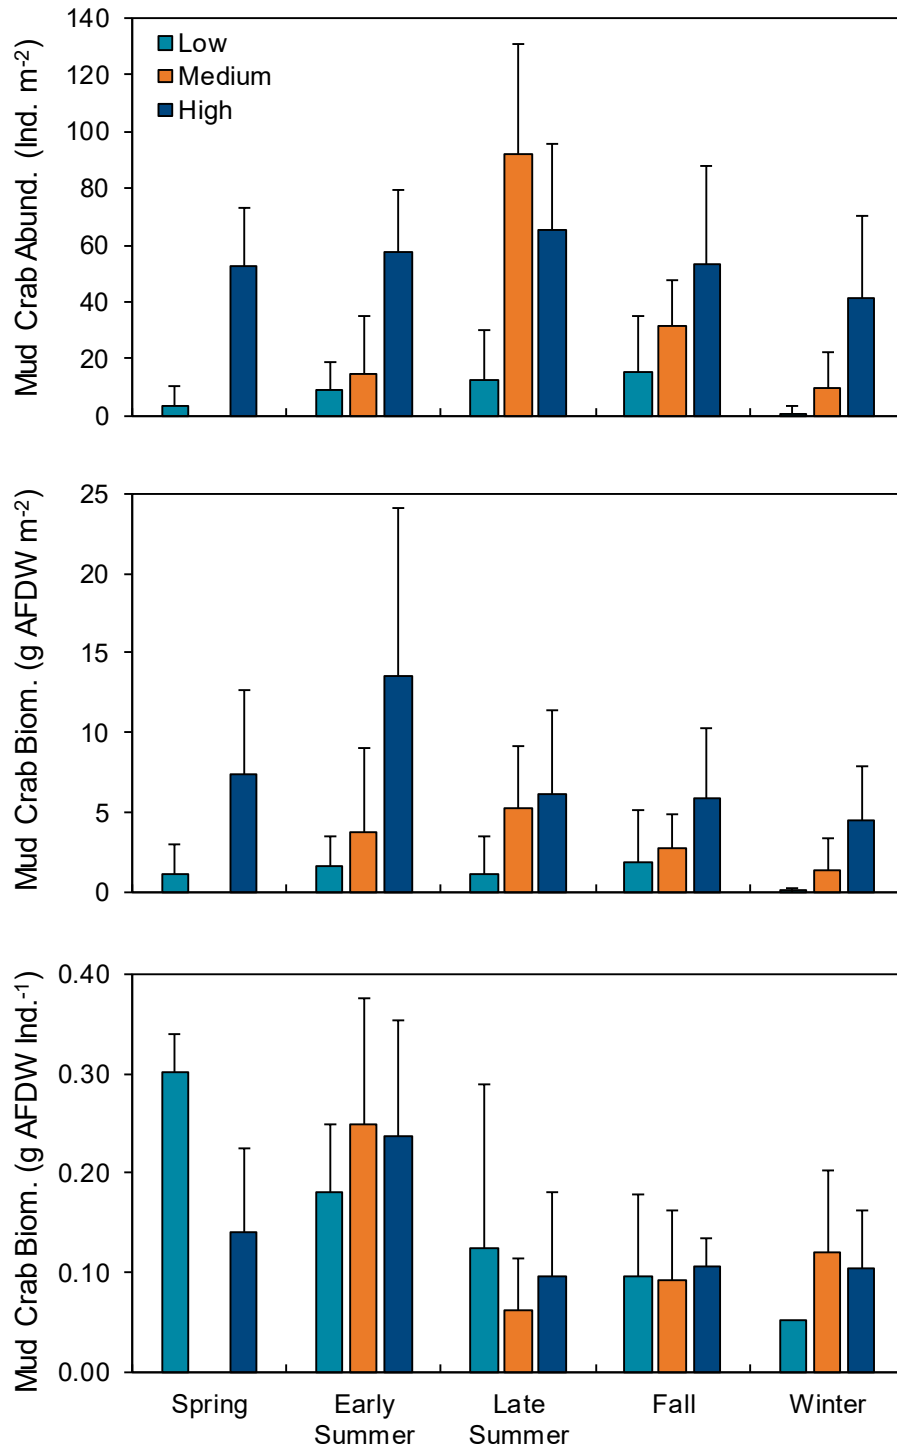 Mud Crab Abund. (Ind. m-2)
140
120
100
80
60
40
20
0
Low
Medium
High
Mud Crab Biom. (g AFDW m-2)
25
20
15
10
5
0
Mud Crab Biom. (g AFDW Ind.-1)
0.40
0.30
0.20
0.10
0.00
Spring
Early
Summer
Late
Summer
Fall
Winter